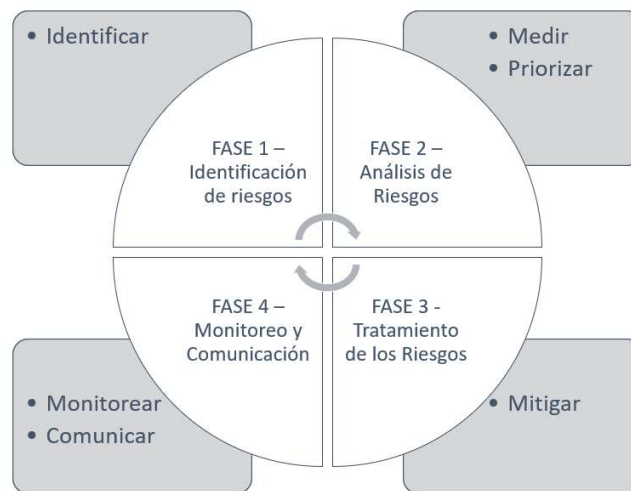 • Identificar
• Medir
• Priorizar
FASE 1 –
Identificación
de riesgos
FASE 2 –
Análisis de
Riesgos
FASE 4 –
Monitoreo y
Comunicación
FASE 3 -
Tratamiento
de los Riesgos
• Monitorear
• Comunicar
• Mitigar